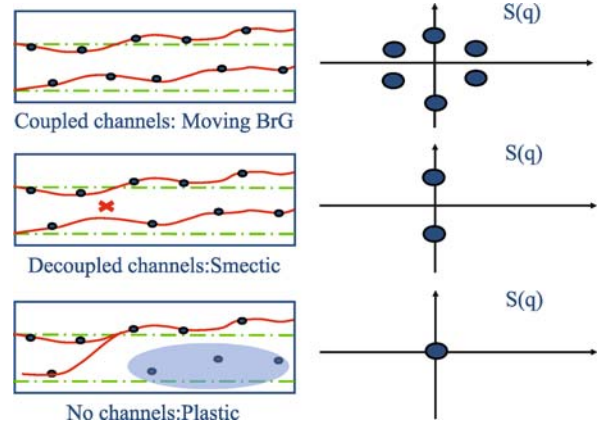 S(q)
Coupled channels: Moving BrG
S(q)
Decoupled channels:Smectic
S(q)
No channels:Plastic